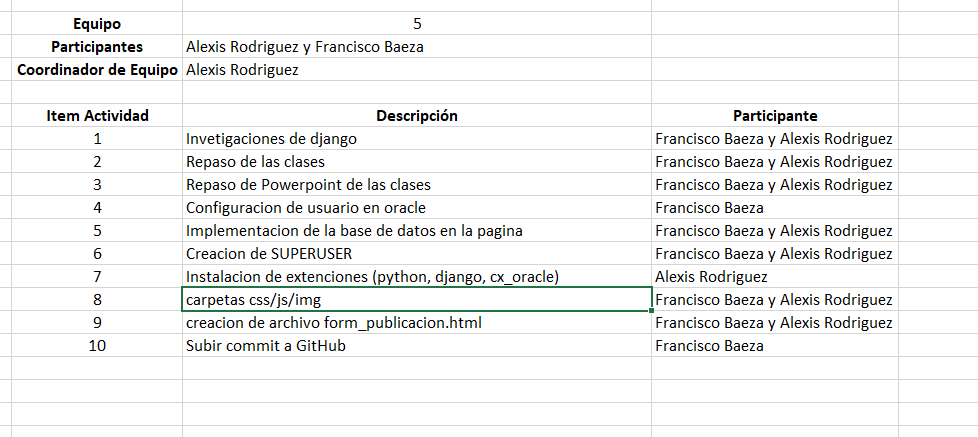 Equipo 5
Participantes Alexis Rodriguez y Francisco Baeza
Coordinador de Equipo Alexis Rodriguez
Item Actividad Descripción Participante
1 Invetigaciones de django Francisco Baeza y Alexis Rodriguez
2 Repaso de las clases Francisco Baeza y Alexis Rodriguez
3 Repaso de Powerpoint de las clases Francisco Baeza y Alexis Rodriguez
4 Configuracion de usuario en oracle Francisco Baeza
5 Implementacion de la base de datos en la pagina Francisco Baeza y Alexis Rodriguez
6 Creacion de SUPERUSER Francisco Baeza y Alexis Rodriguez
7 Instalacion de extenciones (python, django, cx_oracle) Alexis Rodriguez
8 carpetas css/js/img Francisco Baeza y Alexis Rodriguez
9 creacion de archivo form_publicacion.html Francisco Baeza y Alexis Rodriguez
10 Subir commit a GitHub Francisco Baeza